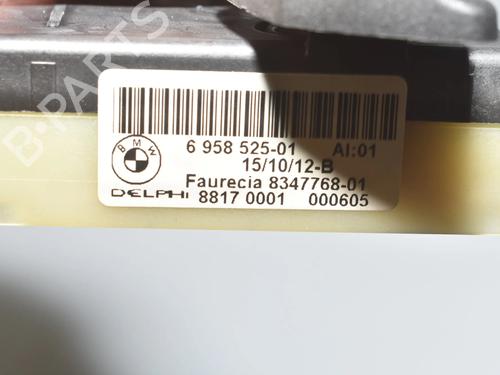 B-PARTS
6 958 525-01 AI:01
BMW
15/10/12-B
Faurecia 8347768-01
DELPHI 8817 0001 000605